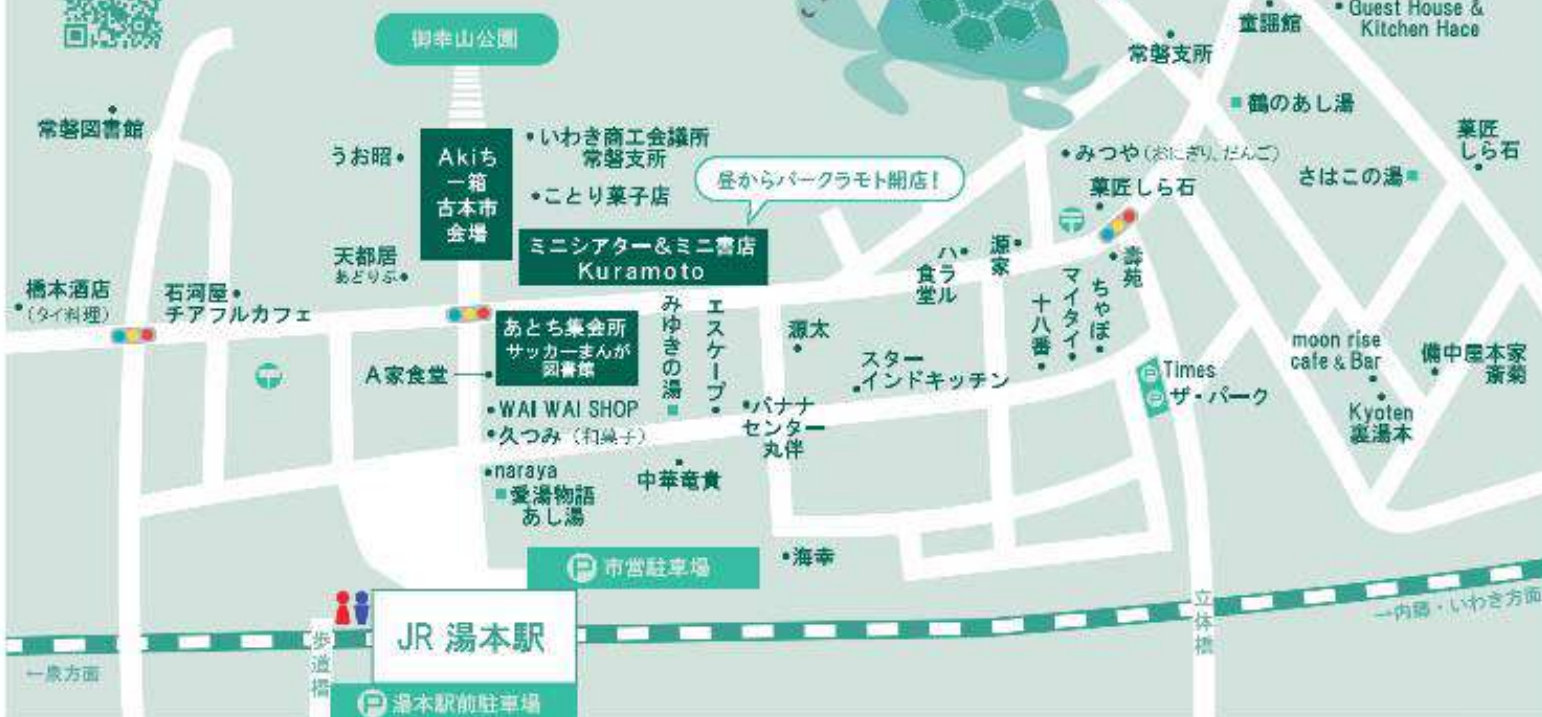 Guest House &
Kitchen Hace
童謡館
常磐支所
御幸山公園
鶴のあし湯
常磐図書館
菓匠
しら石
いわき商工会議所
常磐支所
うお昭
Akiち
一箱
古本市
会場
みつや(おにぎり、だんご)
さはこの湯
昼からバークラモト開店!
ことり菓子店
菓匠しら石
ミニシアター&ミニ書店
Kuramoto
天都居
あどりぶ
ハラル
食堂
源家
壽苑
橋本酒店
(タイ料理)
石河屋
チアフルカフェ
マイタイ
ちゃぼ
十八番
あとち集会所
サッカーまんが
図書館
みゆきの湯
エスケープ
源太
moon rise
cafe & Bar
備中屋本家
斎菊
A家食堂
スター
インドキッチン
Times
ザ・パーク
WAI WAI SHOP
久つみ(和菓子)
バナナ
センター
丸伴
Kyoten
裏湯本
naraya
愛湯物語
あし湯
中華竜貴
海幸
P 市営駐車場
立体橋
→内郷・いわき方面
JR 湯本駅
歩道橋
←泉方面
P 湯本駅前駐車場